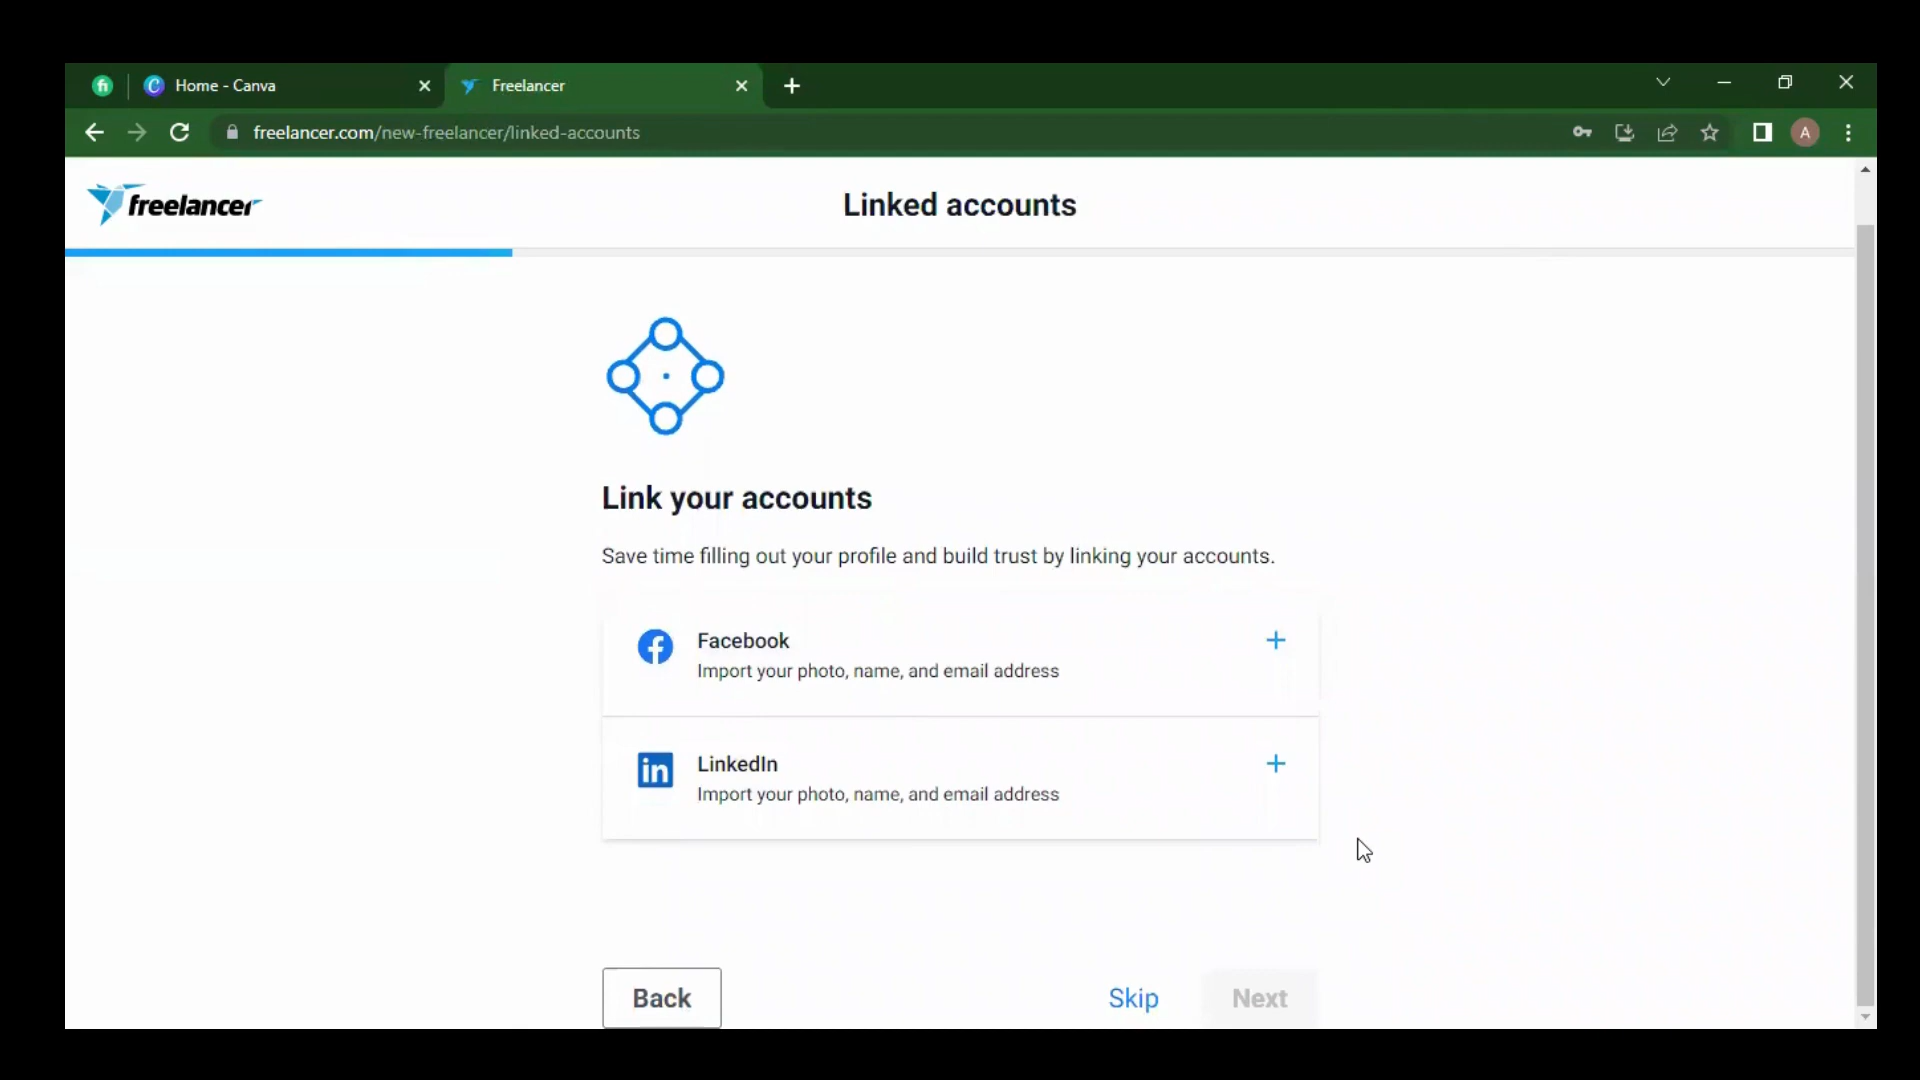 Home - Canva
Freelancer
freelancer.com/new-freelancer/linked-accounts
A
freelancer
Linked accounts
Link your accounts
Save time filling out your profile and build trust by linking your accounts.
Facebook
Import your photo, name, and email address
in
LinkedIn
Import your photo, name, and email address
Back
Skip
Next